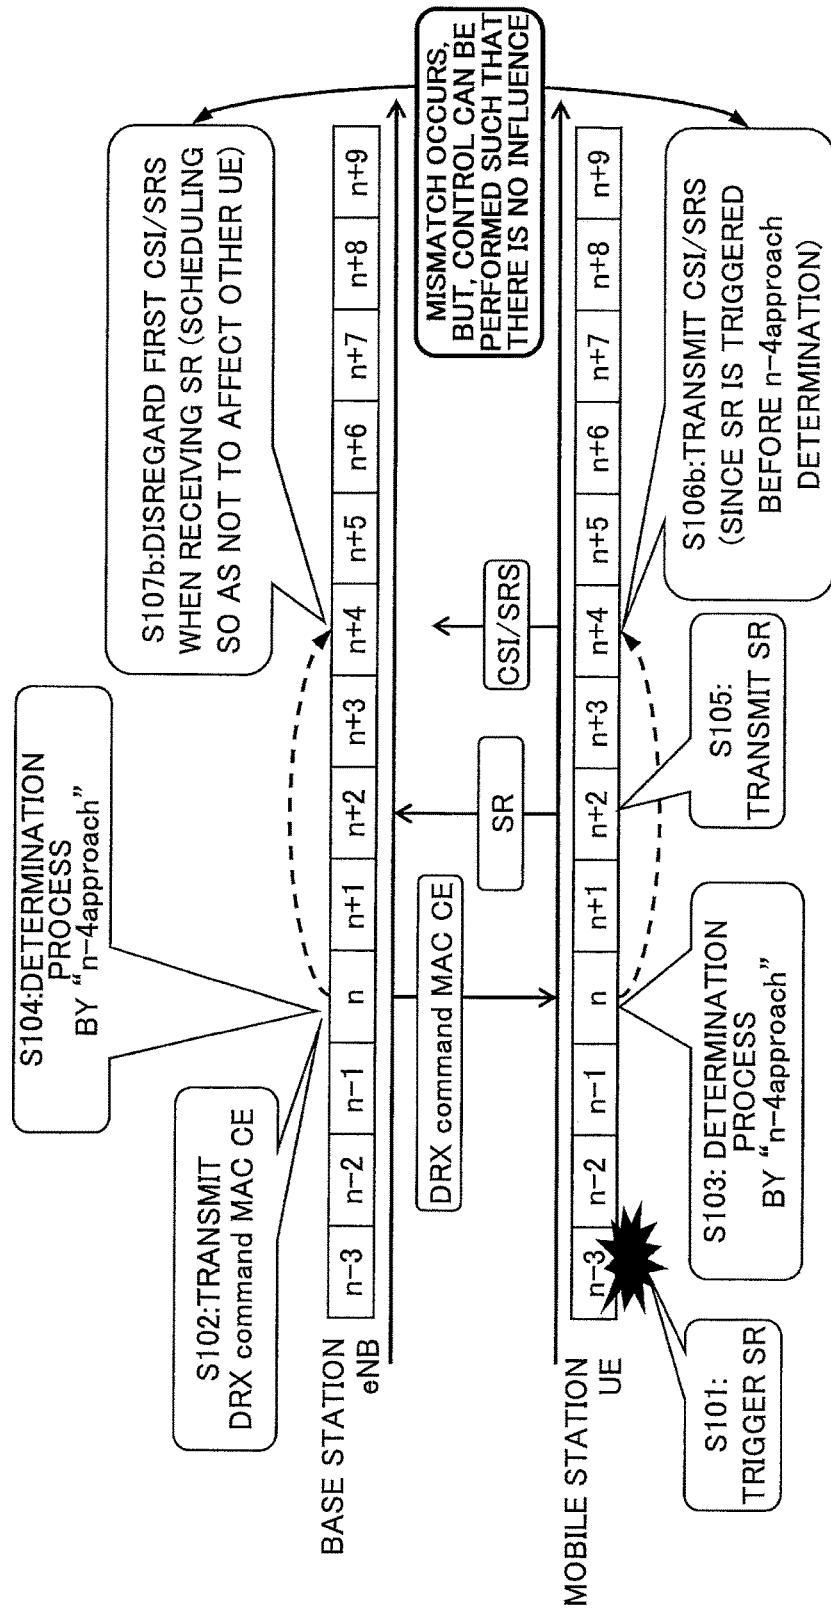 S104:DETERMINATION
PROCESS
BY “n-4approach”
S102:TRANSMIT
DRX command MAC CE
S107b:DISREGARD FIRST CSI/SRS
WHEN RECEIVING SR (SCHEDULING
SO AS NOT TO AFFECT OTHER UE)
BASE STATION
eNB
n-3 n-2 n-1 n n+1 n+2 n+3 n+4 n+5 n+6 n+7 n+8 n+9
DRX command MAC CE
SR
CSI/SRS
MISMATCH OCCURS,
BUT, CONTROL CAN BE
PERFORMED SUCH THAT
THERE IS NO INFLUENCE
MOBILE STATION
UE
n-3 n-2 n-1 n n+1 n+2 n+3 n+4 n+5 n+6 n+7 n+8 n+9
S101:
TRIGGER SR
S103: DETERMINATION
PROCESS
BY “n-4approach”
S105:
TRANSMIT SR
S106b:TRANSMIT CSI/SRS
(SINCE SR IS TRIGGERED
BEFORE n-4approach
DETERMINATION)